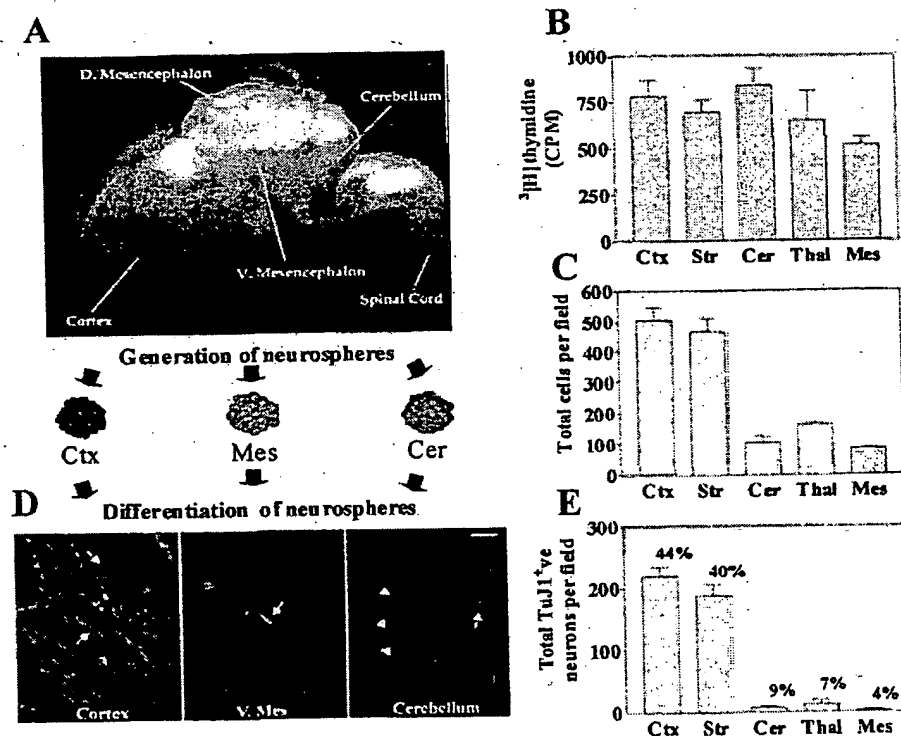 A
D. Mesencephalon
Cerebellum
V. Mesencephalon
Spinal Cord
Cortex
Generation of neurospheres
Ctx Mes Cer
D
Differentiation of neurospheres
Cortex V. Mes Cerebellum
B
³[H]thymidine
(CPM)
1000
750
500
250
0
Ctx Str Cer Thal Mes
C
Total cells per field
600
500
400
300
200
100
0
Ctx Str Cer Thal Mes
E
Total TuJ1⁺ve
neurons per field
300
200
100
0
44% 40% 9% 7% 4%
Ctx Str Cer Thal Mes